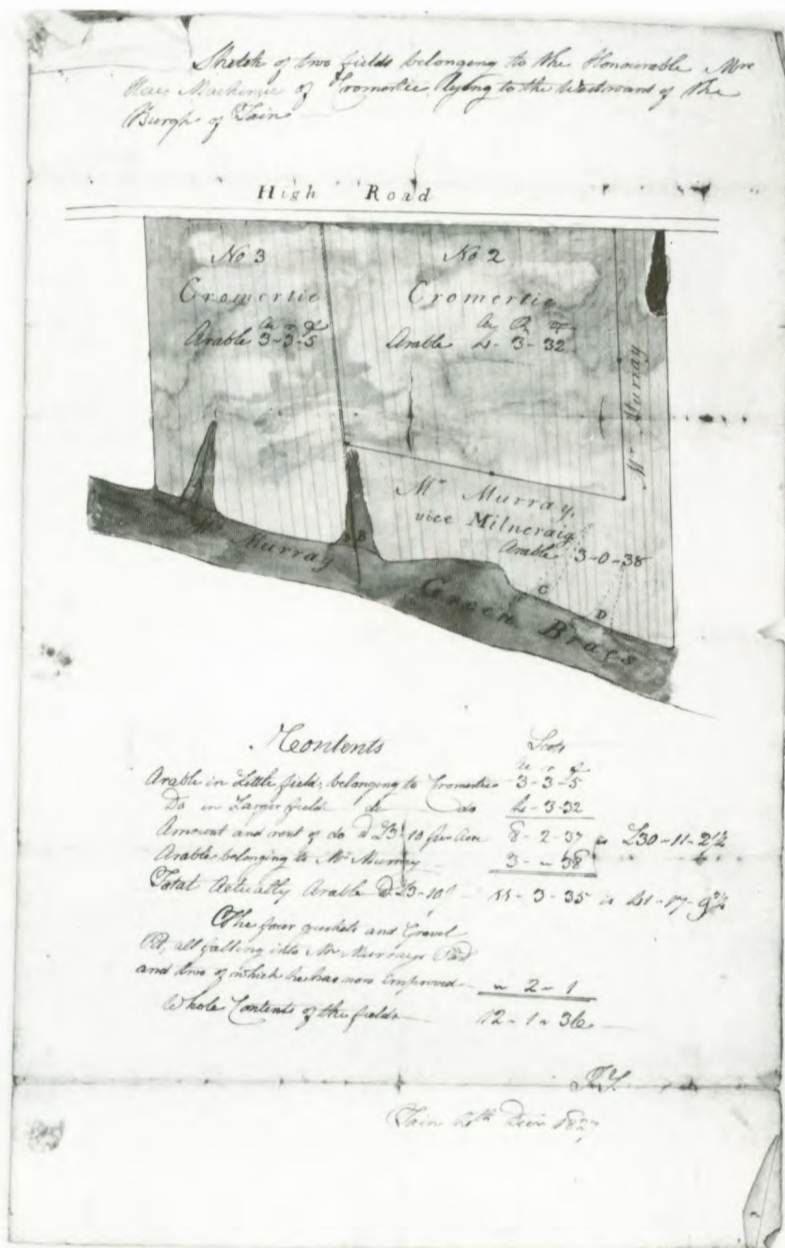 Sketch of two fields belonging to the Honourable Mrs
Hay Mackenzie of Cromertie lying to the Westward of the
Burgh of Tain
High Road
No 3
Cromertie
Ac R F
Arable 3-3-5
No 2
Cromertie
Ac R F
Arable 4-3-32
Mr Murray
Mr Murray,
vice Milncraig
Arable 3-0-38
Mr Murray
B
C
D
Green Braes
Contents
Scots
Ac r f
Arable in Little field, belonging to Cromertie 3-3-5
Do in Larger field do do 4-3-32
Amount and rent of do @ £3-10 per Acre 8-2-37 is £30-11-2½
Arable belonging to Mr Murray 3-"-38
Total Actually Arable @ £3-10 11-3-35 is 41-17-9¾
The four gushets and Gravel
Pit, all falling into Mr Murrays
and two of which he has now improved " 2-1
Whole Contents of the fields 12-1-36
Tain Decr 1827